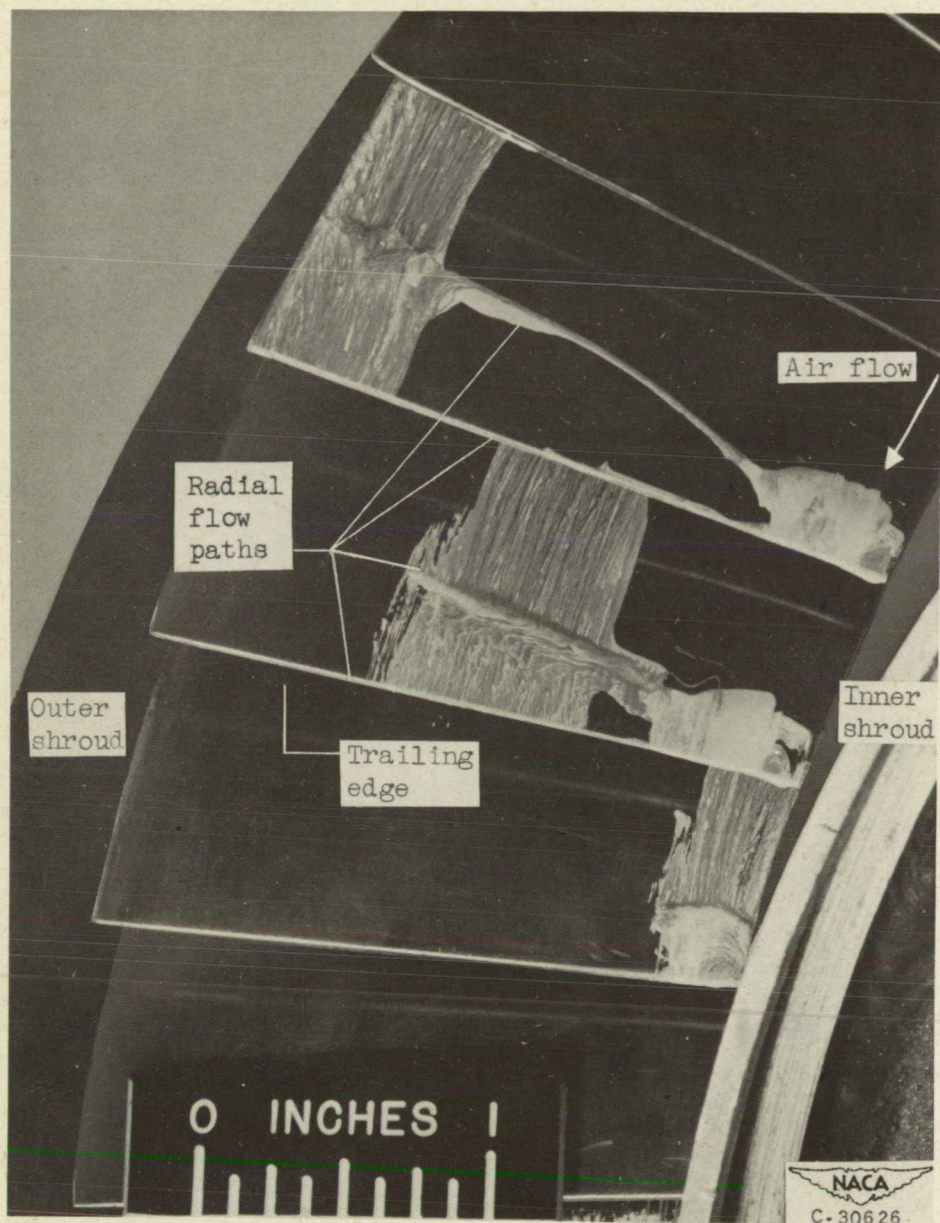 Air flow
Radial
flow
paths
Outer
shroud
Inner
shroud
Trailing
edge
0 INCHES 1
NACA
C-30626